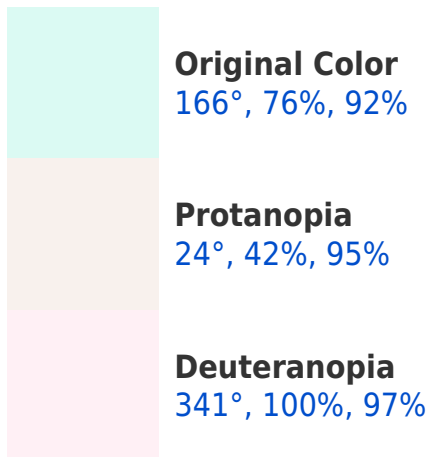 Original Color
166°, 76%, 92%
Protanopia
24°, 42%, 95%
Deuteranopia
341°, 100%, 97%